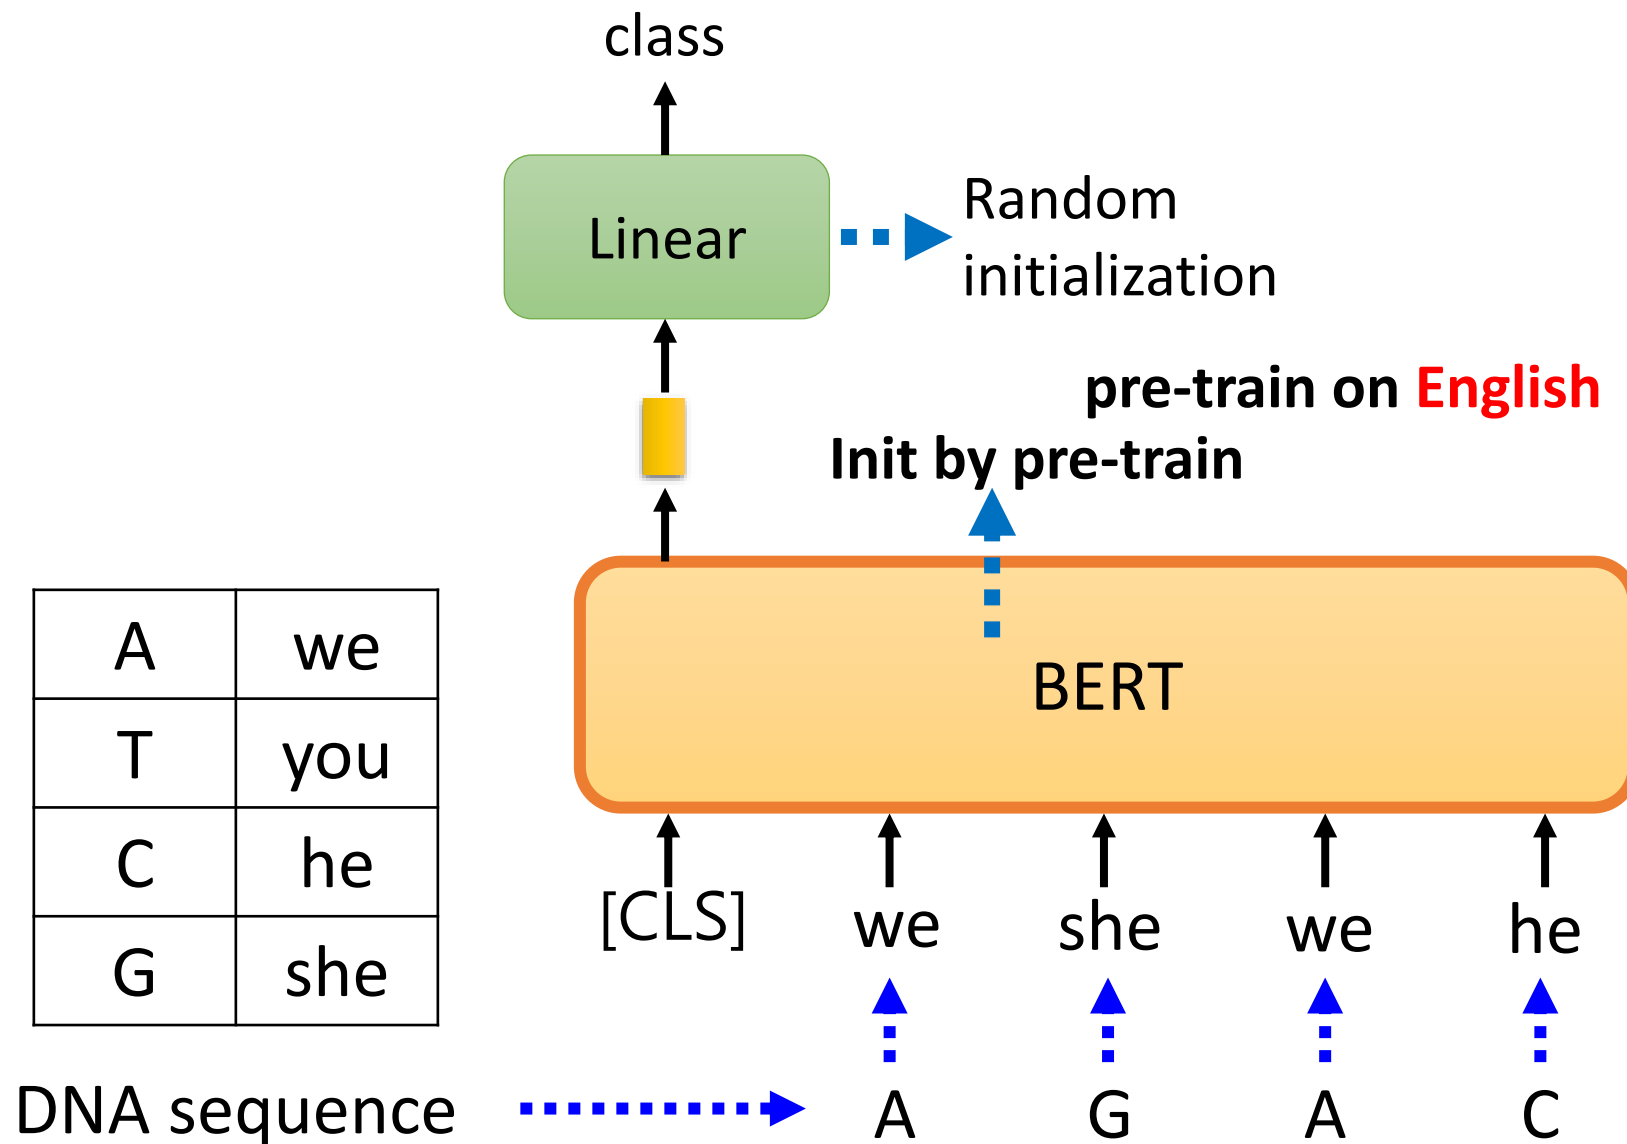 class
Linear
Random
initialization
pre-train on English
Init by pre-train
BERT
A we
T you
C he
G she
[CLS] we she we he
DNA sequence A G A C